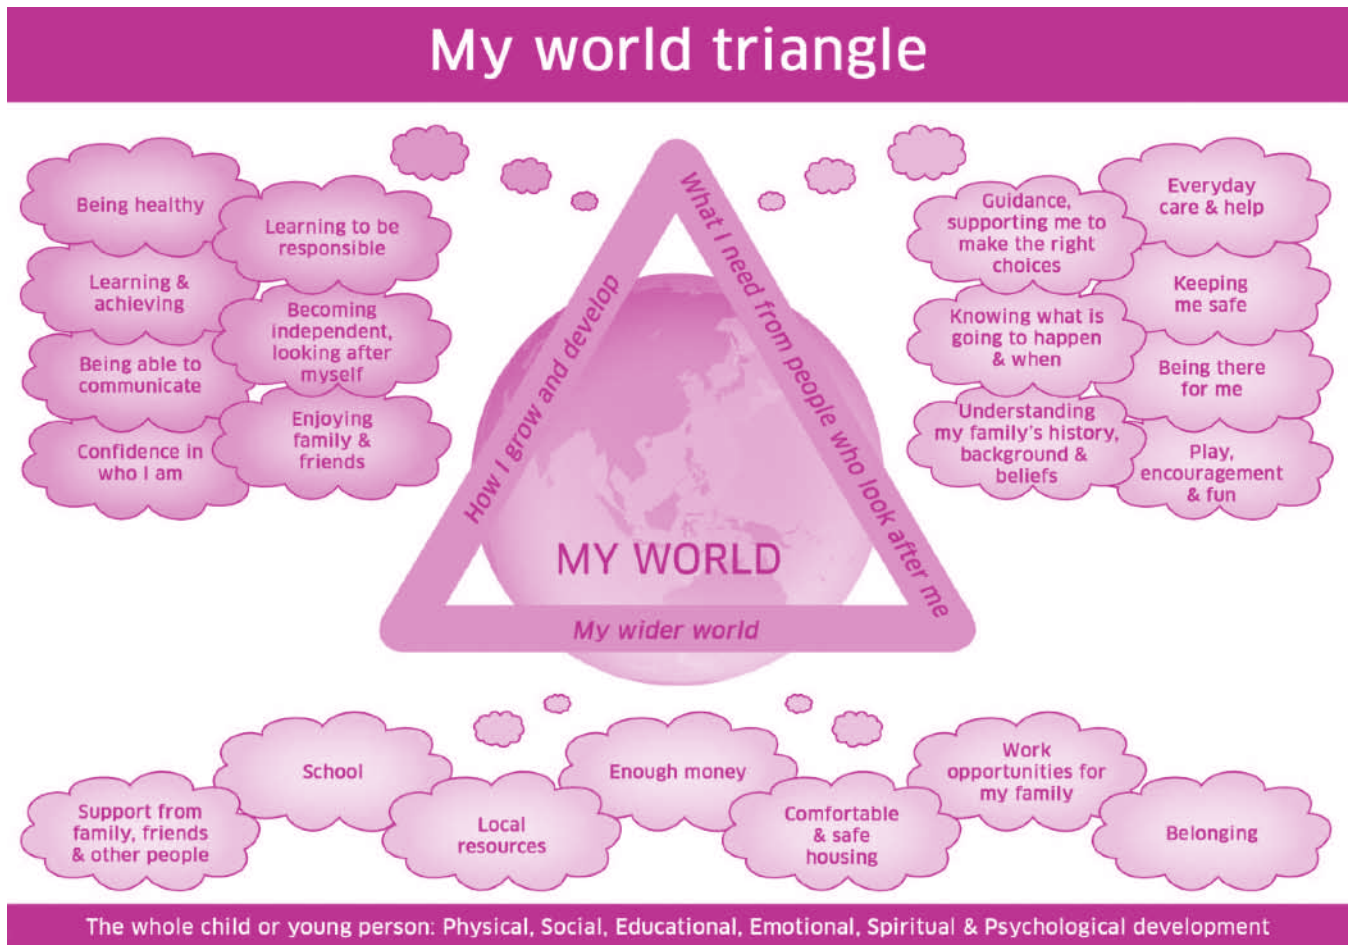 My world triangle
Being healthy
Learning to be
responsible
Learning &
achieving
Becoming
independent,
looking after
myself
Being able to
communicate
Enjoying
family &
friends
Confidence in
who I am
How I grow and develop
What I need from people who look after me
MY WORLD
My wider world
Guidance,
supporting me to
make the right
choices
Everyday
care & help
Keeping
me safe
Knowing what is
going to happen
& when
Being there
for me
Understanding
my family's history,
background &
beliefs
Play,
encouragement
& fun
Support from
family, friends
& other people
School
Local
resources
Enough money
Comfortable
& safe
housing
Work
opportunities for
my family
Belonging
The whole child or young person: Physical, Social, Educational, Emotional, Spiritual & Psychological development